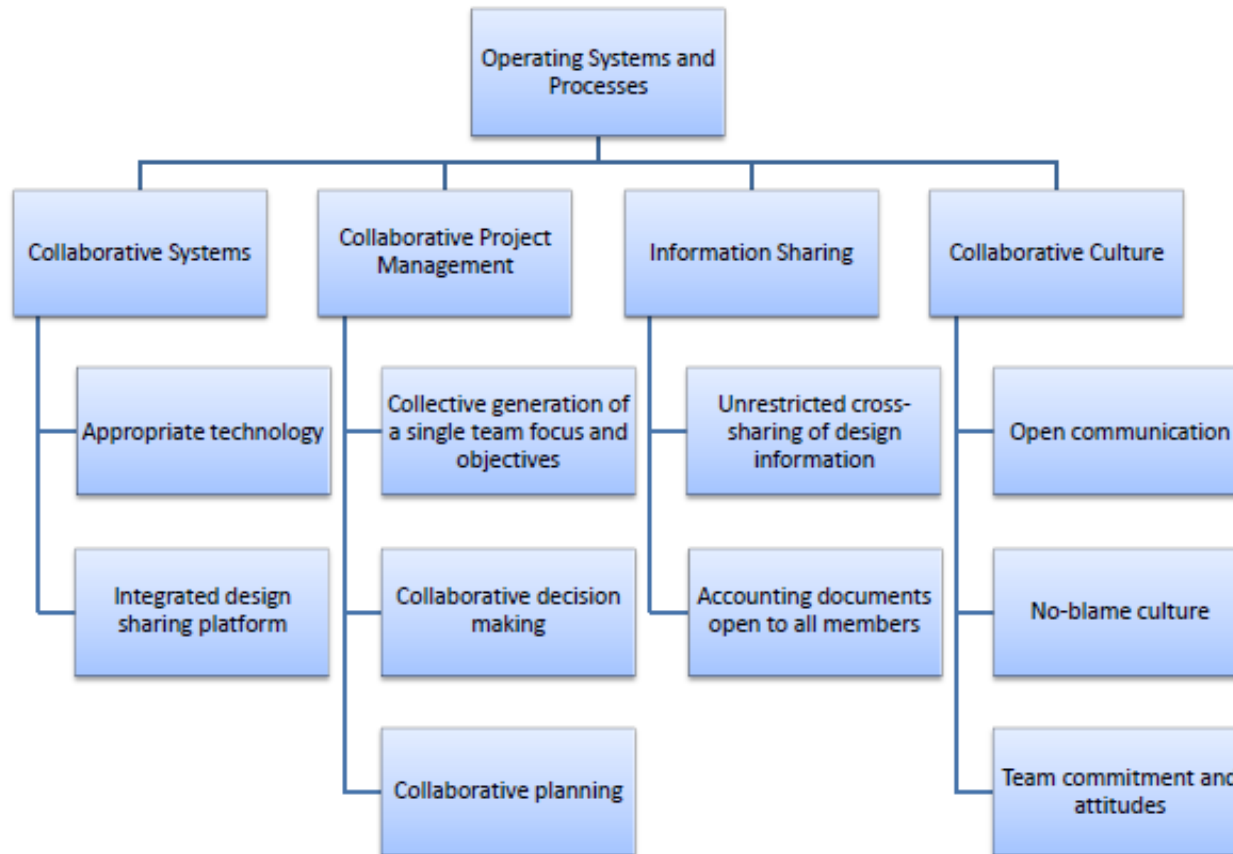 Operating Systems and
Processes
Collaborative Systems
Collaborative Project
Management
Information Sharing
Collaborative Culture
Appropriate technology
Integrated design
sharing platform
Collective generation of
a single team focus and
objectives
Collaborative decision
making
Collaborative planning
Unrestricted cross-
sharing of design
information
Accounting documents
open to all members
Open communication
No-blame culture
Team commitment and
attitudes